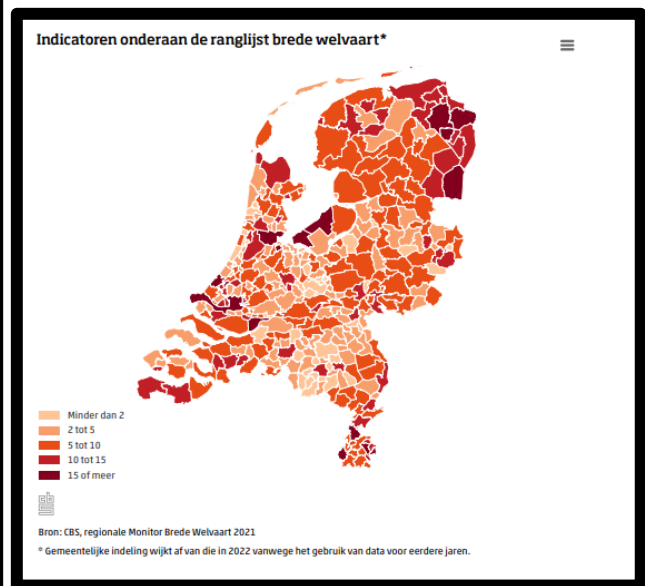 Indicatoren onderaan de ranglijst brede welvaart*
Minder dan 2
2 tot 5
5 tot 10
10 tot 15
15 of meer
Bron: CBS, regionale Monitor Brede Welvaart 2021
* Gemeentelijke indeling wijkt af van die in 2022 vanwege het gebruik van data voor eerdere jaren.